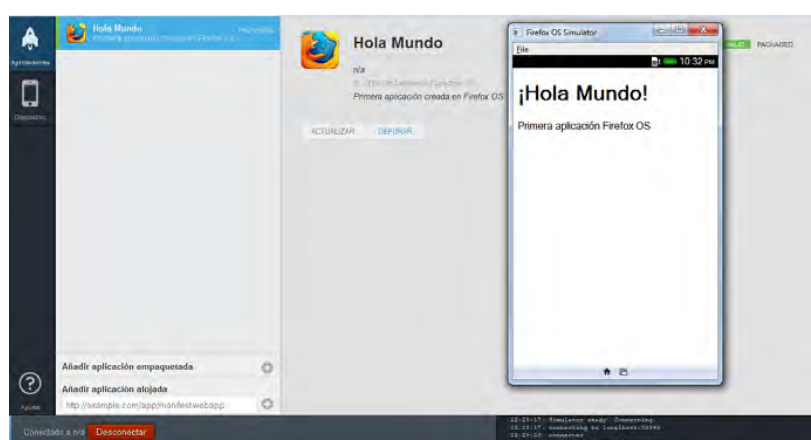 Aplicaciones
Dispositivo
Hola Mundo
PACKAGED
Hola Mundo
n/a
Primera aplicación creada en Firefox OS
ACTUALIZAR DEPURAR
PACKAGED
Firefox OS Simulator
File
10:32 PM
¡Hola Mundo!
Primera aplicación Firefox OS
Añadir aplicación empaquetada
Añadir aplicación alojada
http://example.com/app/manifest.webapp
Ayuda
Conectado a n/a Desconectar